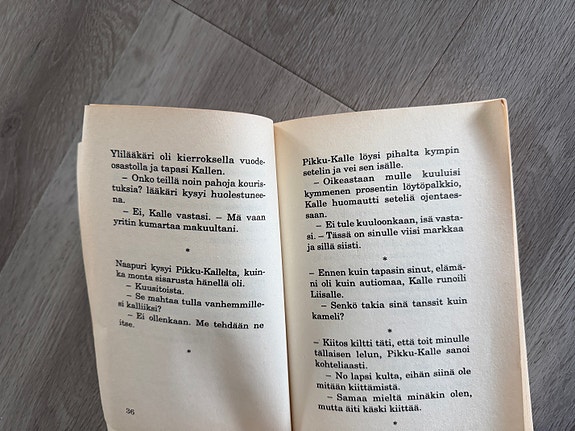 Ylilääkäri oli kierroksella vuode-
osastolla ja tapasi Kallen.
– Onko teillä noin pahoja kouris-
tuksia? lääkäri kysyi huolestunee-
na.
– Ei, Kalle vastasi. – Mä vaan
yritin kumartaa makuultani.
*
Naapuri kysyi Pikku-Kallelta, kuin-
ka monta sisarusta hänellä oli.
– Kuusitoista.
– Se mahtaa tulla vanhemmille-
si kalliiksi?
– Ei ollenkaan. Me tehdään ne
itse.
*
36
Pikku-Kalle löysi pihalta kympin
setelin ja vei sen isälle.
– Oikeastaan mulle kuuluisi
kymmenen prosentin löytöpalkkio,
Kalle huomautti seteliä ojentaes-
saan.
– Ei tule kuuloonkaan, isä vasta-
si. – Tässä on sinulle viisi markkaa
ja sillä siisti.
*
– Ennen kuin tapasin sinut, elämä-
ni oli kuin autiomaa, Kalle runoili
Liisalle.
– Senkö takia sinä tanssit kuin
kameli?
*
– Kiitos kiltti täti, että toit minulle
tällaisen lelun, Pikku-Kalle sanoi
kohteliaasti.
– No lapsi kulta, eihän siinä ole
mitään kiittämistä.
– Samaa mieltä minäkin olen,
mutta äiti käski kiittää.
*